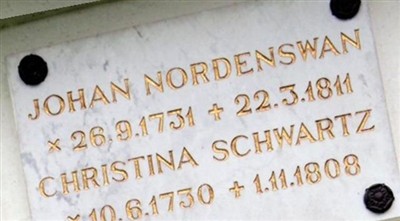 JOHAN NORDENSWAN
× 26.9.1731 + 22.3.1811
CHRISTINA SCHWARTZ
× 10.6.1730 + 1.11.1808